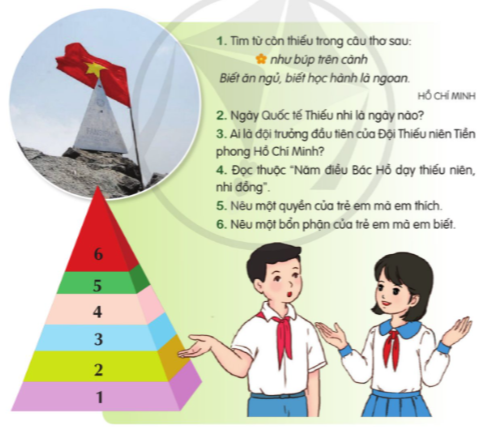 1. Tìm từ còn thiếu trong câu thơ sau:
như búp trên cành
Biết ăn ngủ, biết học hành là ngoan.
HỒ CHÍ MINH
2. Ngày Quốc tế Thiếu nhi là ngày nào?
3. Ai là đội trưởng đầu tiên của Đội Thiếu niên Tiền
phong Hồ Chí Minh?
4. Đọc thuộc "Năm điều Bác Hồ dạy thiếu niên,
nhi đồng".
5. Nêu một quyền của trẻ em mà em thích.
6. Nêu một bổn phận của trẻ em mà em biết.
6
5
4
3
2
1